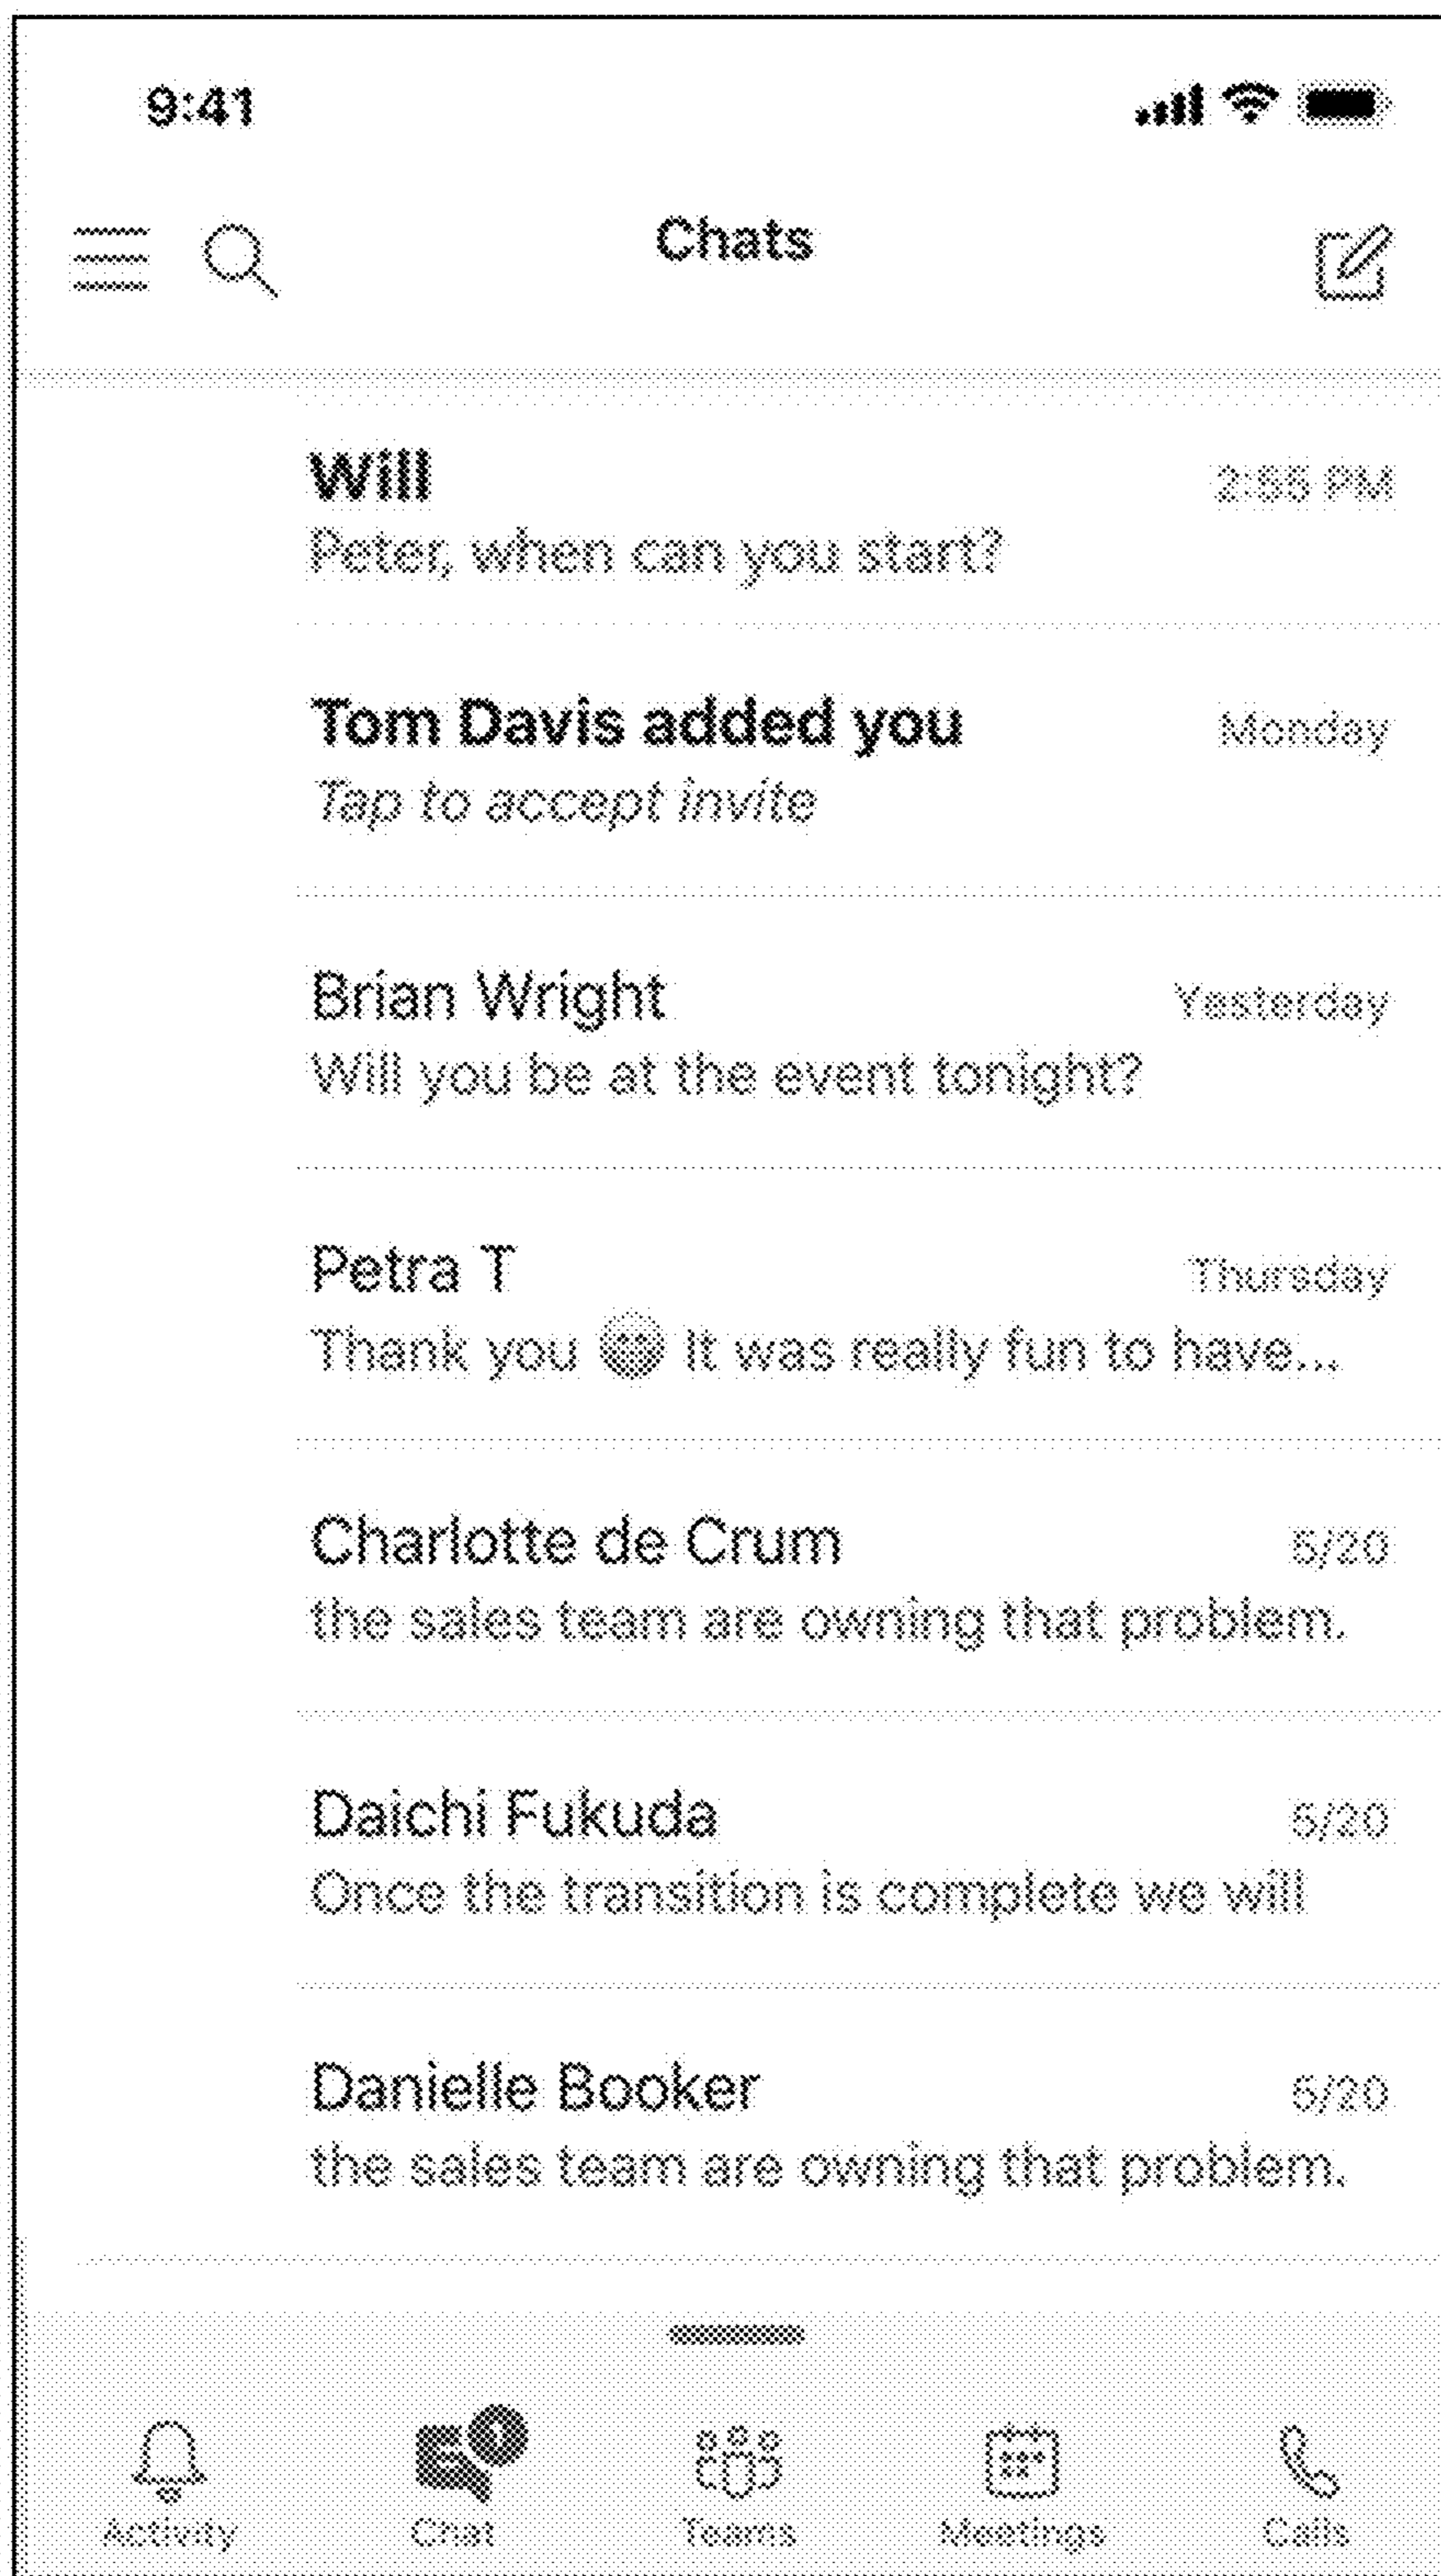 9:41
Chats
Will
2:55 PM
Peter, when can you start?
Tom Davis added you
Monday
Tap to accept invite
Brian Wright
Yesterday
Will you be at the event tonight?
Petra T
Thursday
Thank you 😀 It was really fun to have...
Charlotte de Crum
5/20
the sales team are owning that problem.
Daichi Fukuda
5/20
Once the transition is complete we will
Danielle Booker
5/20
the sales team are owning that problem.
1
Activity
Chat
Teams
Meetings
Calls